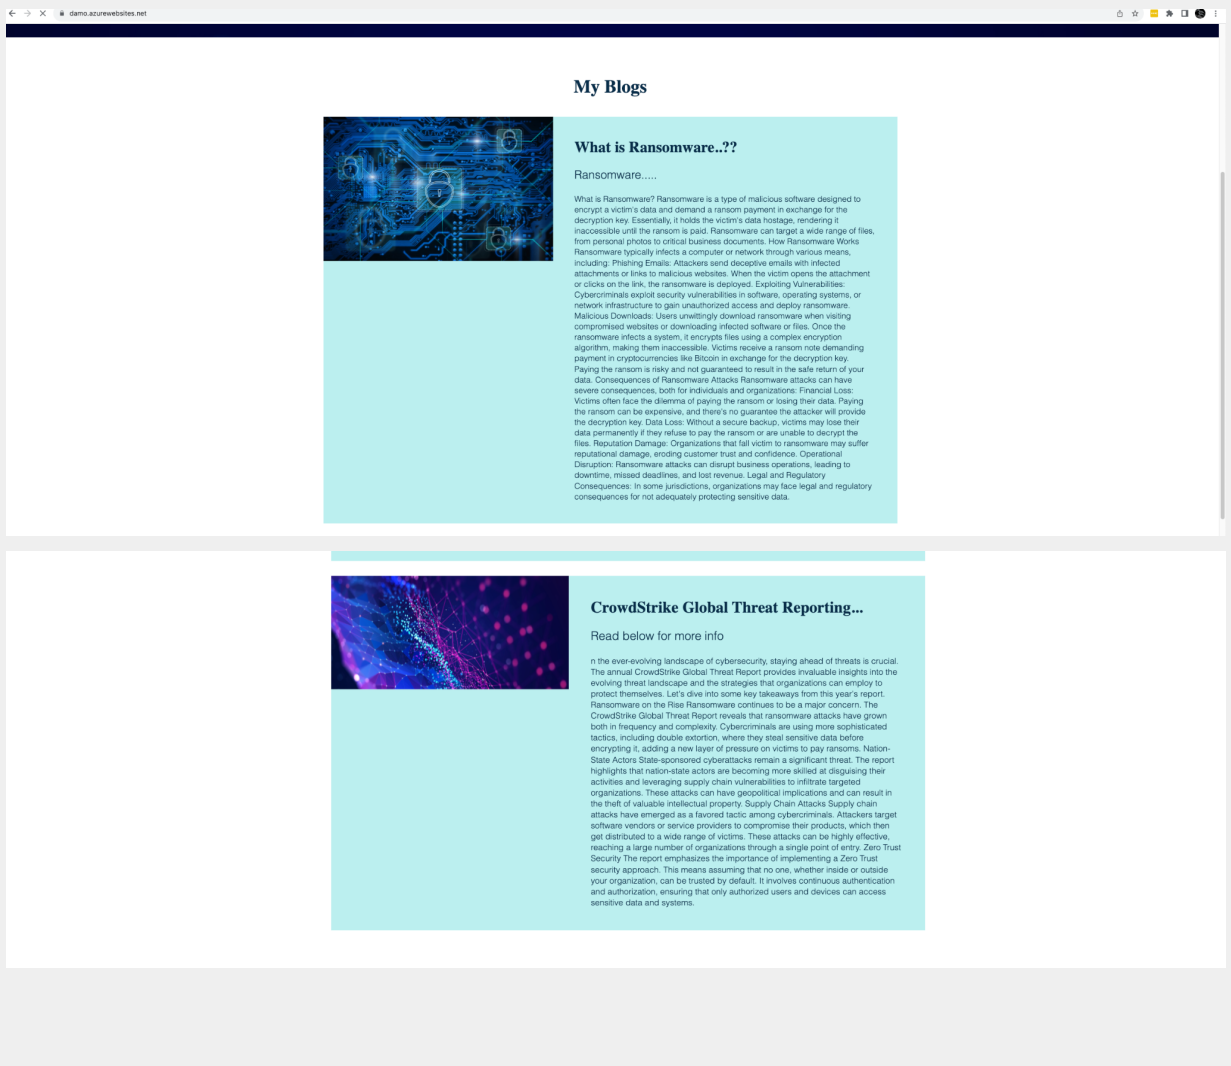 damo.azurewebsites.net
My Blogs
What is Ransomware..??
Ransomware.....
What is Ransomware? Ransomware is a type of malicious software designed to
encrypt a victim's data and demand a ransom payment in exchange for the
decryption key. Essentially, it holds the victim's data hostage, rendering it
inaccessible until the ransom is paid. Ransomware can target a wide range of files,
from personal photos to critical business documents. How Ransomware Works
Ransomware typically infects a computer or network through various means,
including: Phishing Emails: Attackers send deceptive emails with infected
attachments or links to malicious websites. When the victim opens the attachment
or clicks on the link, the ransomware is deployed. Exploiting Vulnerabilities:
Cybercriminals exploit security vulnerabilities in software, operating systems, or
network infrastructure to gain unauthorized access and deploy ransomware.
Malicious Downloads: Users unwittingly download ransomware when visiting
compromised websites or downloading infected software or files. Once the
ransomware infects a system, it encrypts files using a complex encryption
algorithm, making them inaccessible. Victims receive a ransom note demanding
payment in cryptocurrencies like Bitcoin in exchange for the decryption key.
Paying the ransom is risky and not guaranteed to result in the safe return of your
data. Consequences of Ransomware Attacks Ransomware attacks can have
severe consequences, both for individuals and organizations: Financial Loss:
Victims often face the dilemma of paying the ransom or losing their data. Paying
the ransom can be expensive, and there's no guarantee the attacker will provide
the decryption key. Data Loss: Without a secure backup, victims may lose their
data permanently if they refuse to pay the ransom or are unable to decrypt the
files. Reputation Damage: Organizations that fall victim to ransomware may suffer
reputational damage, eroding customer trust and confidence. Operational
Disruption: Ransomware attacks can disrupt business operations, leading to
downtime, missed deadlines, and lost revenue. Legal and Regulatory
Consequences: In some jurisdictions, organizations may face legal and regulatory
consequences for not adequately protecting sensitive data.
CrowdStrike Global Threat Reporting...
Read below for more info
n the ever-evolving landscape of cybersecurity, staying ahead of threats is crucial.
The annual CrowdStrike Global Threat Report provides invaluable insights into the
evolving threat landscape and the strategies that organizations can employ to
protect themselves. Let's dive into some key takeaways from this year's report.
Ransomware on the Rise Ransomware continues to be a major concern. The
CrowdStrike Global Threat Report reveals that ransomware attacks have grown
both in frequency and complexity. Cybercriminals are using more sophisticated
tactics, including double extortion, where they steal sensitive data before
encrypting it, adding a new layer of pressure on victims to pay ransoms. Nation-
State Actors State-sponsored cyberattacks remain a significant threat. The report
highlights that nation-state actors are becoming more skilled at disguising their
activities and leveraging supply chain vulnerabilities to infiltrate targeted
organizations. These attacks can have geopolitical implications and can result in
the theft of valuable intellectual property. Supply Chain Attacks Supply chain
attacks have emerged as a favored tactic among cybercriminals. Attackers target
software vendors or service providers to compromise their products, which then
get distributed to a wide range of victims. These attacks can be highly effective,
reaching a large number of organizations through a single point of entry. Zero Trust
Security The report emphasizes the importance of implementing a Zero Trust
security approach. This means assuming that no one, whether inside or outside
your organization, can be trusted by default. It involves continuous authentication
and authorization, ensuring that only authorized users and devices can access
sensitive data and systems.